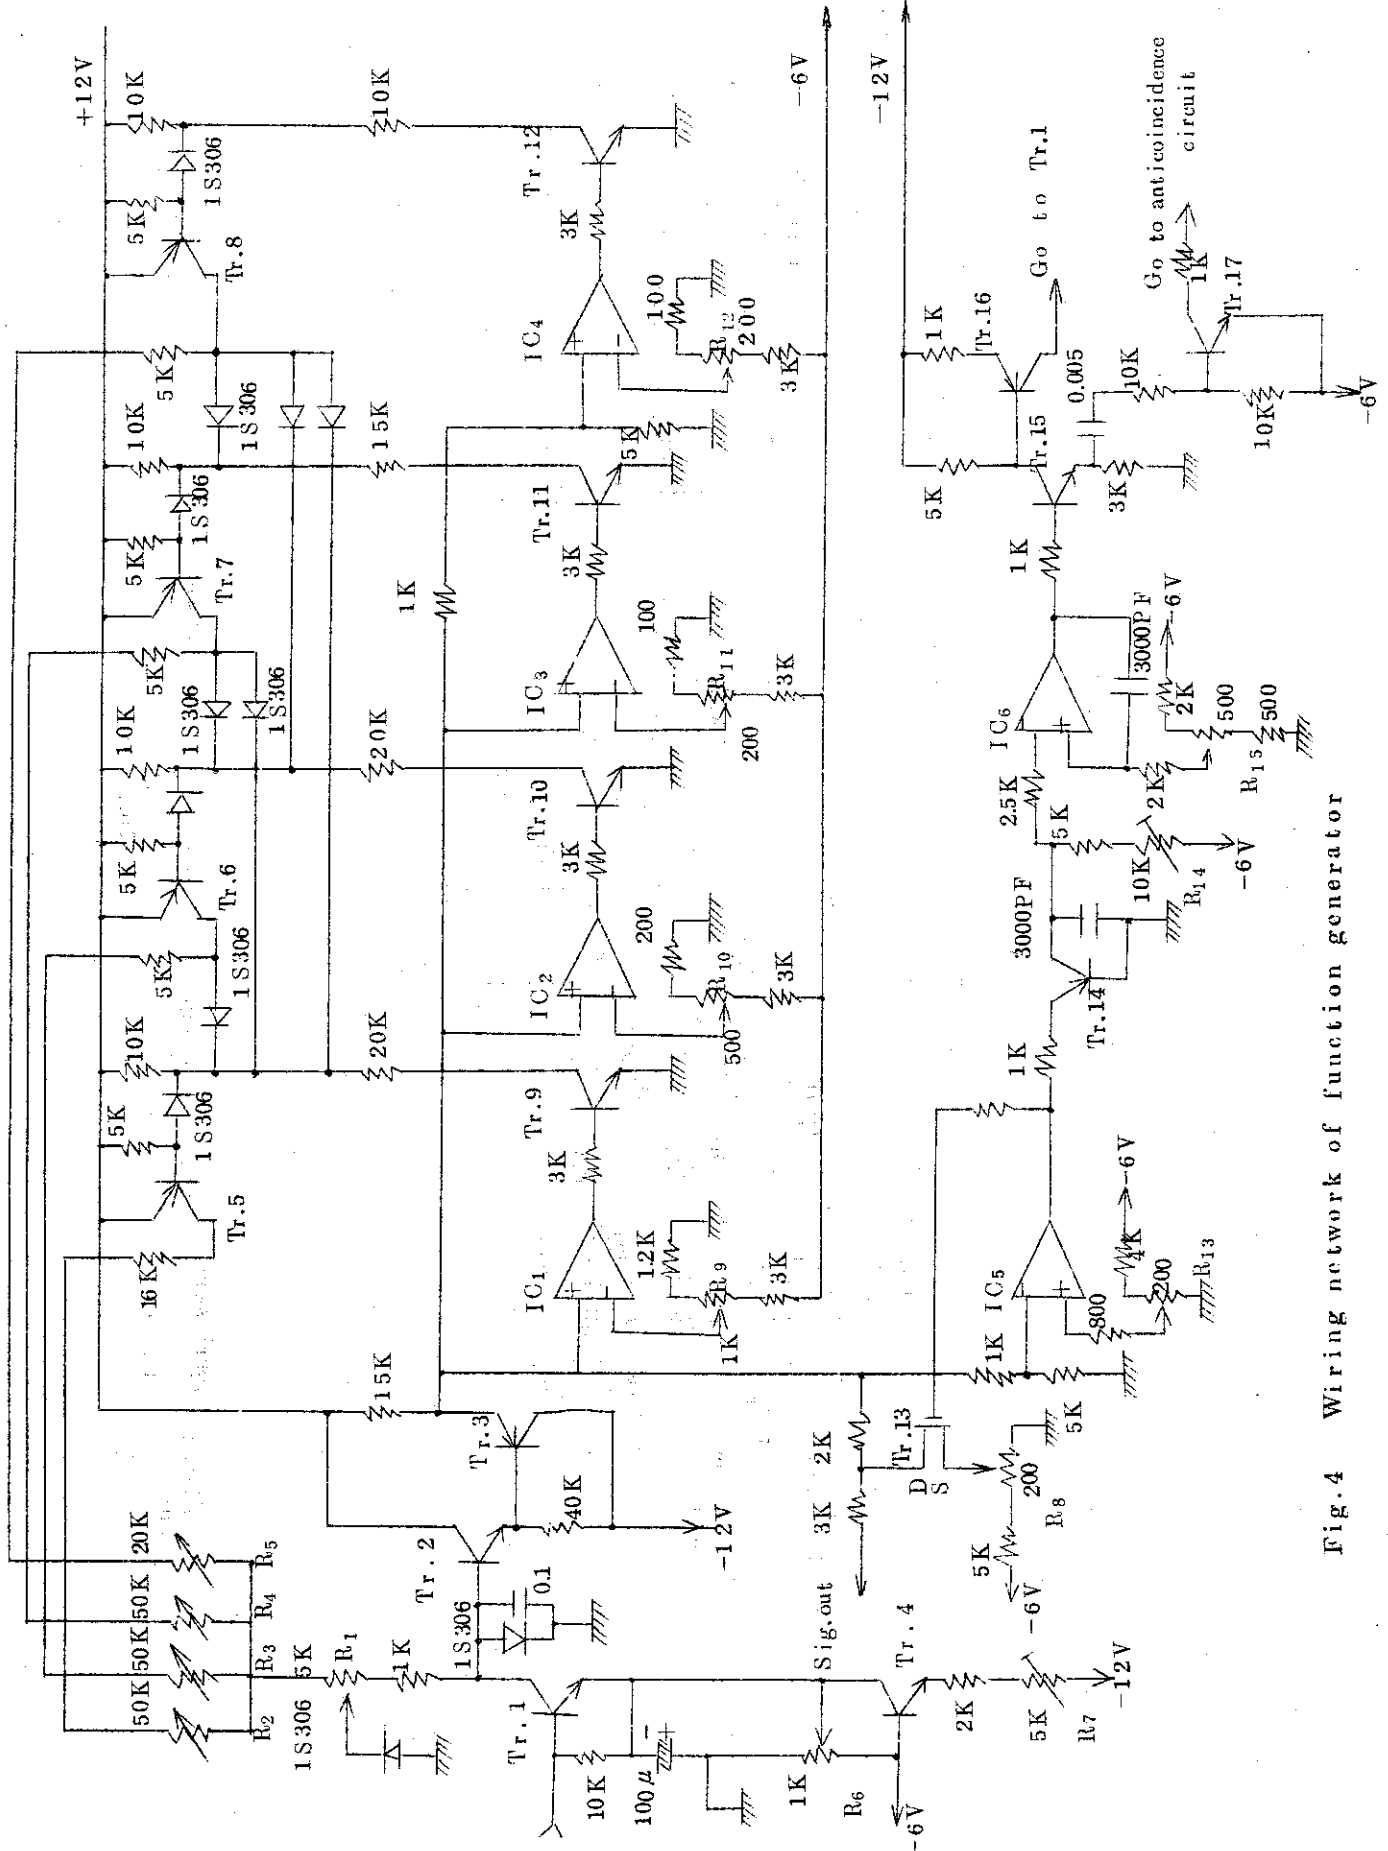 +12V
10K
1S306
5K
Tr.8
10K
Tr.12
3K
IC4
+
-
100
R12
200
3K
5K
1S306
10K
15K
5K
1S306
5K
Tr.7
Tr.11
3K
1K
IC3
+
-
100
R11
200
3K
5K
1S306
1S306
10K
20K
5K
Tr.6
Tr.10
3K
IC2
+
-
200
R10
500
3K
5K
1S306
10K
20K
5K
1S306
Tr.5
16K
Tr.9
3K
IC1
+
-
1.2K
R9
1K
3K
-6V
15K
Tr.3
40K
-12V
Tr.2
0.1
1S306
20K
50K
50K
50K
R5
R4
R3
R2
5K
R1
1K
1S306
Tr.1
10K
100μ
-
+
1K
R6
-6V
Sig.out
Tr.4
2K
5K
R7
-12V
2K
3K
Tr.13
D
S
200
R8
5K
-6V
1K
5K
IC5
+
800
200
4K
-6V
R13
1K
Tr.14
3000PF
5K
10K
R14
-6V
2.5K
IC6
+
3000PF
2K
2K
-6V
500
R15
500
1K
Tr.15
5K
3K
-12V
1K
Tr.16
Go to Tr.1
0.005
10K
10K
Tr.17
1K
-6V
Go to anticoincidence
circuit
Fig.4 Wiring network of function generator